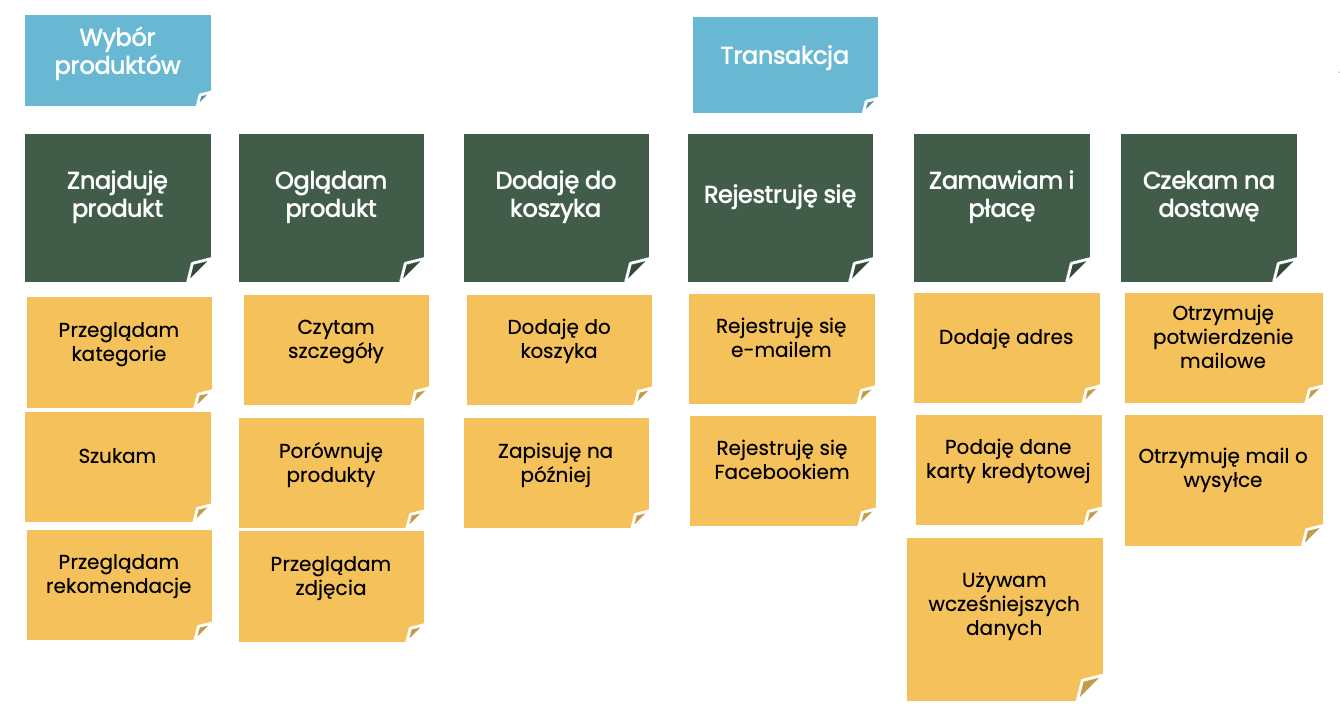 Wybór
produktów
Transakcja
Znajduję
produkt
Oglądam
produkt
Dodaję do
koszyka
Rejestruję się
Zamawiam i
płacę
Czekam na
dostawę
Przeglądam
kategorie
Czytam
szczegóły
Dodaję do
koszyka
Rejestruję się
e-mailem
Dodaję adres
Otrzymuję
potwierdzenie
mailowe
Szukam
Porównuję
produkty
Zapisuję na
później
Rejestruję się
Facebookiem
Podaję dane
karty kredytowej
Otrzymuję mail o
wysyłce
Przeglądam
rekomendacje
Przeglądam
zdjęcia
Używam
wcześniejszych
danych